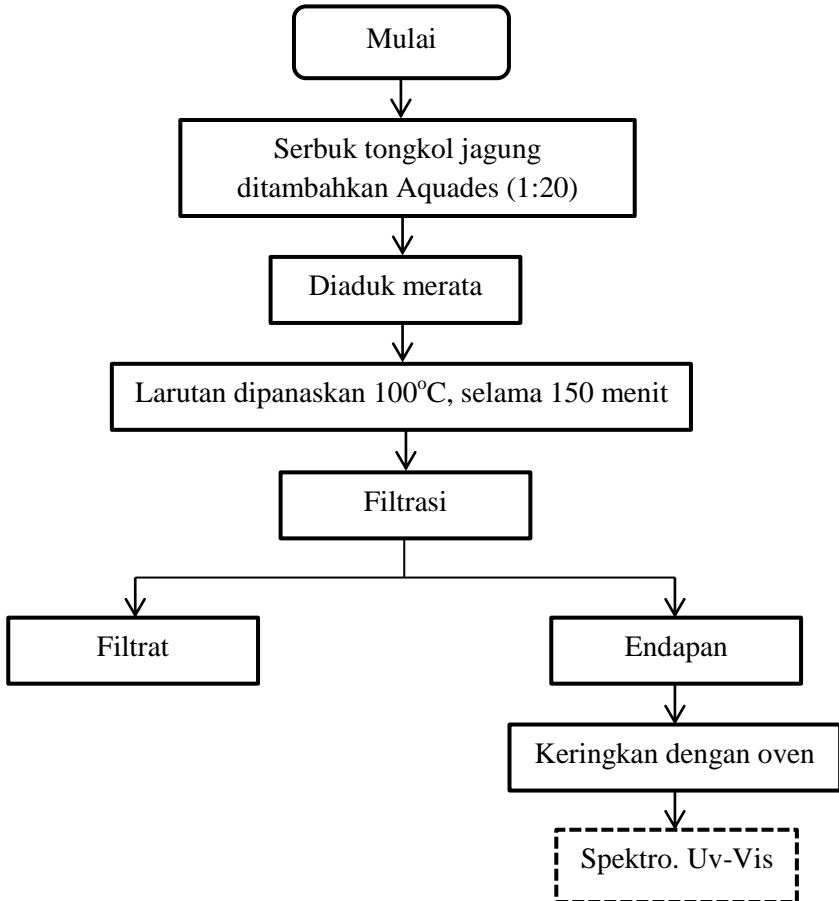 Mulai
Serbuk tongkol jagung
ditambahkan Aquades (1:20)
Diaduk merata
Larutan dipanaskan 100°C, selama 150 menit
Filtrasi
Filtrat
Endapan
Keringkan dengan oven
Spektro. Uv-Vis